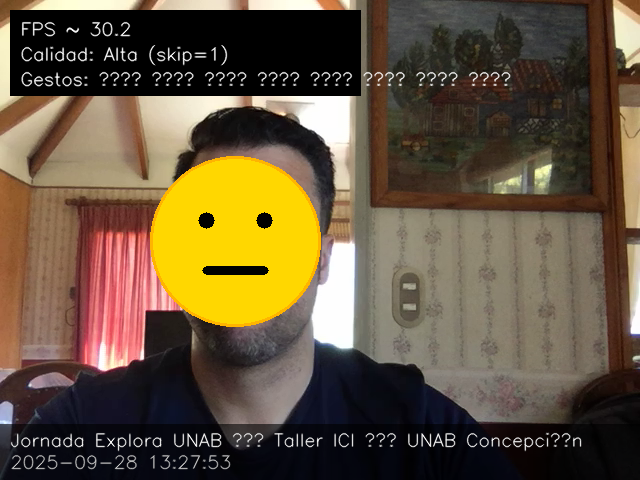 FPS ~ 30.2
Calidad: Alta (skip=1)
Gestos: ???? ???? ???? ???? ???? ???? ???? ????
Jornada Explora UNAB ??? Taller ICI ??? UNAB Concepci??n
2025-09-28 13:27:53